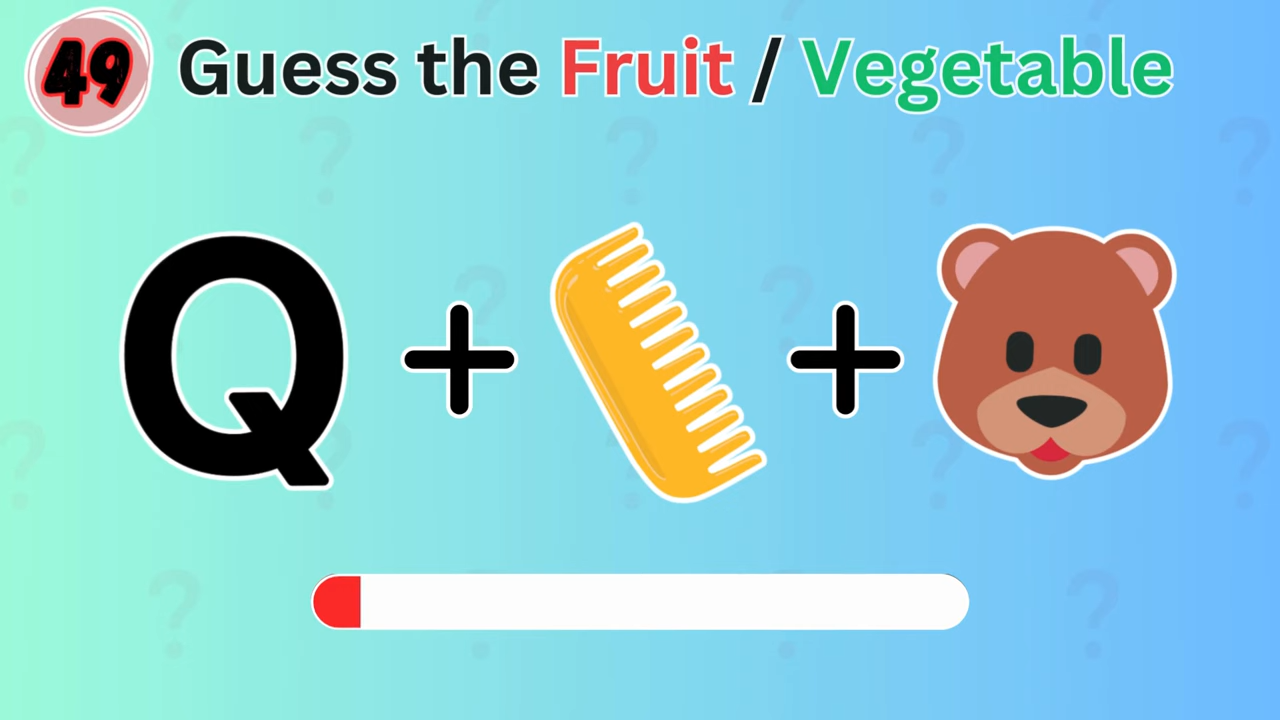 49 Guess the Fruit / Vegetable
Q + +